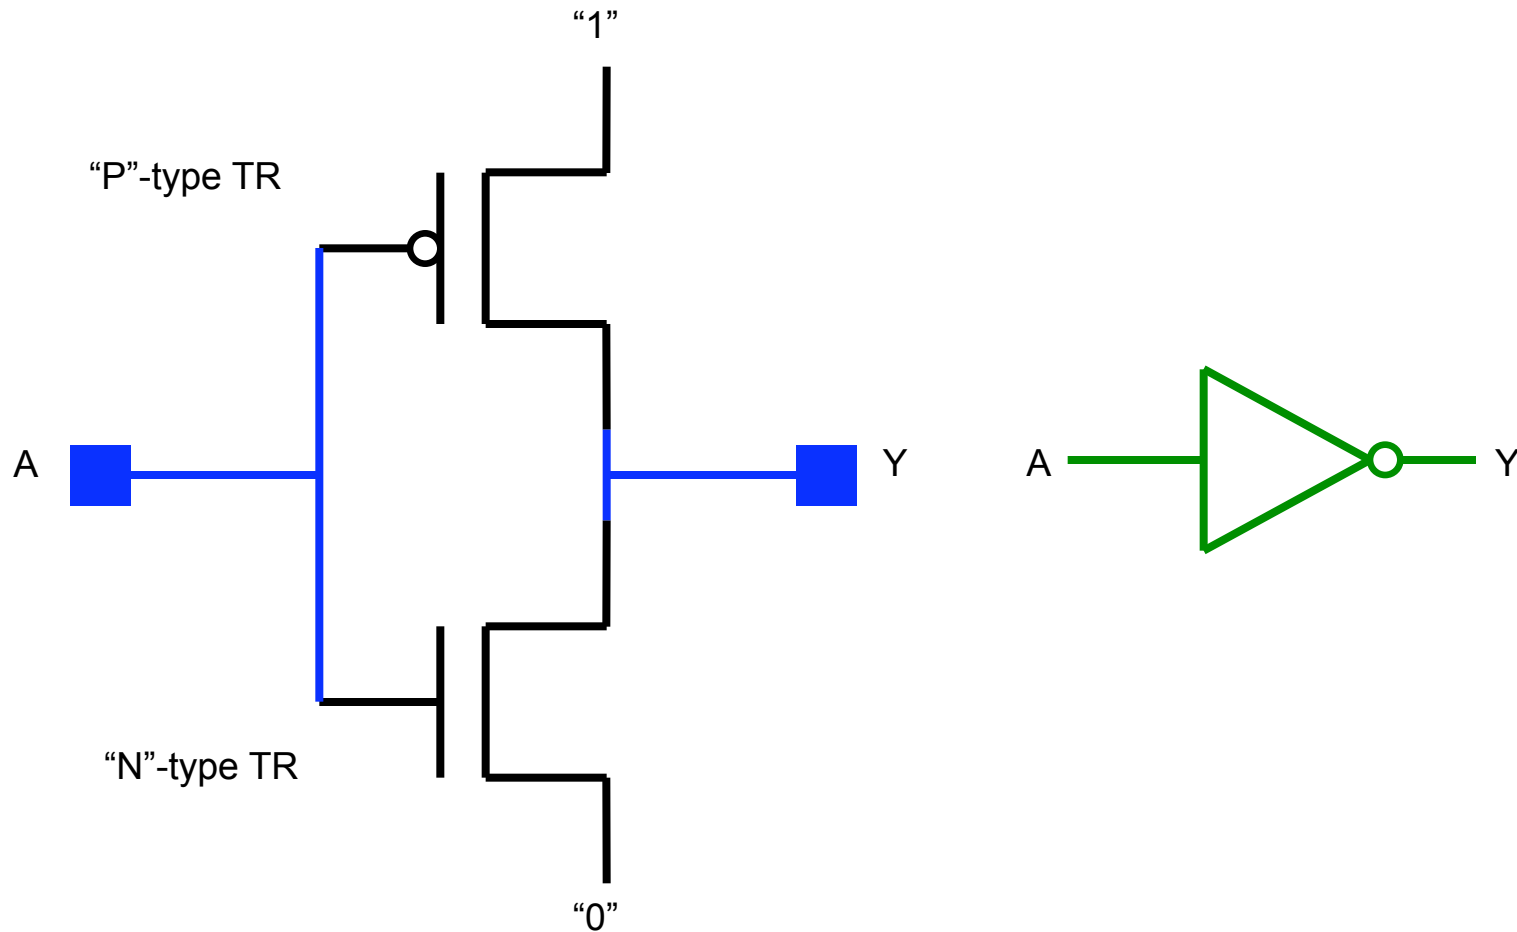 “1”
“P”-type TR
A
Y
A
Y
“N”-type TR
“0”